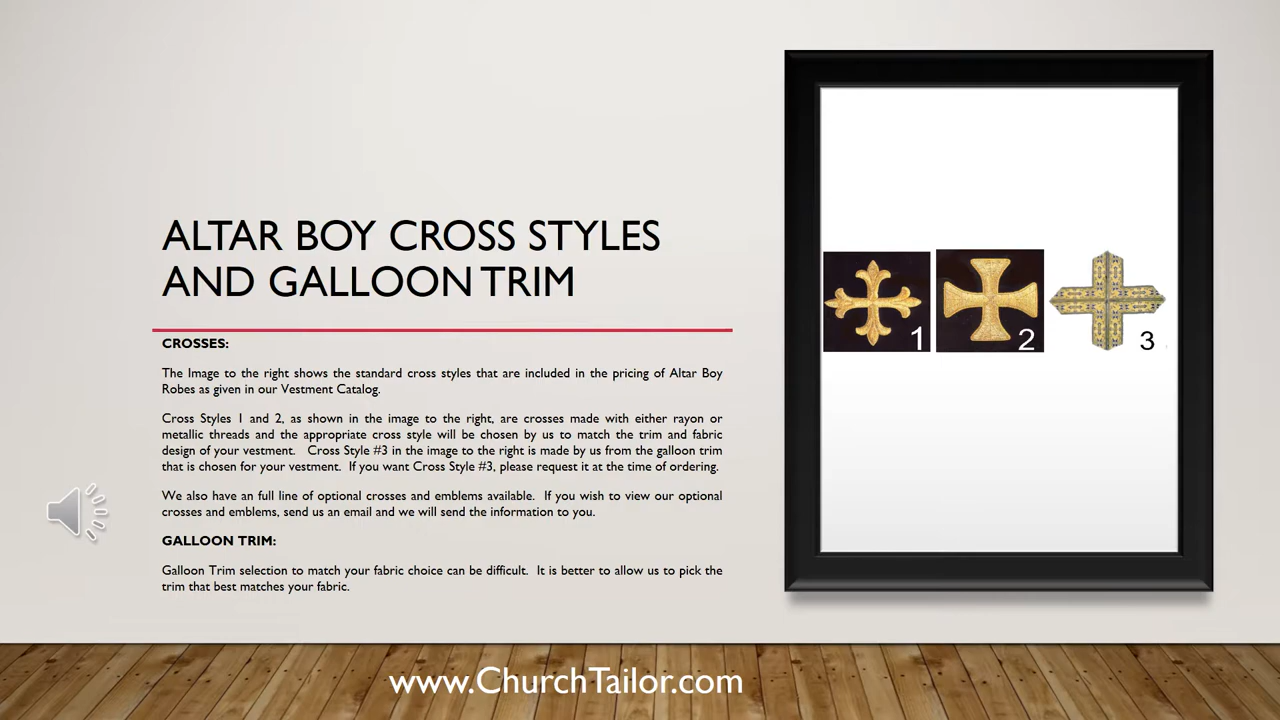 ALTAR BOY CROSS STYLES
AND GALLOON TRIM
CROSSES:
The Image to the right shows the standard cross styles that are included in the pricing of Altar Boy
Robes as given in our Vestment Catalog.
Cross Styles 1 and 2, as shown in the image to the right, are crosses made with either rayon or
metallic threads and the appropriate cross style will be chosen by us to match the trim and fabric
design of your vestment. Cross Style #3 in the image to the right is made by us from the galloon trim
that is chosen for your vestment. If you want Cross Style #3, please request it at the time of ordering.
We also have an full line of optional crosses and emblems available. If you wish to view our optional
crosses and emblems, send us an email and we will send the information to you.
GALLOON TRIM:
Galloon Trim selection to match your fabric choice can be difficult. It is better to allow us to pick the
trim that best matches your fabric.
1 2 3
www.ChurchTailor.com